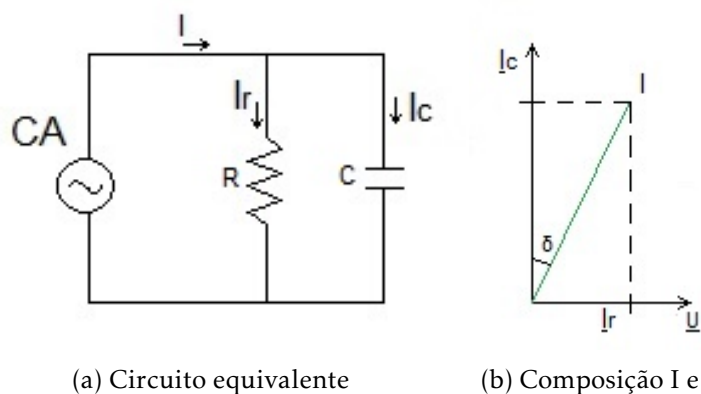 I
Ir
Ic
CA
R
C
Ic
I
δ
Ir
U
(a) Circuito equivalente
(b) Composição I e